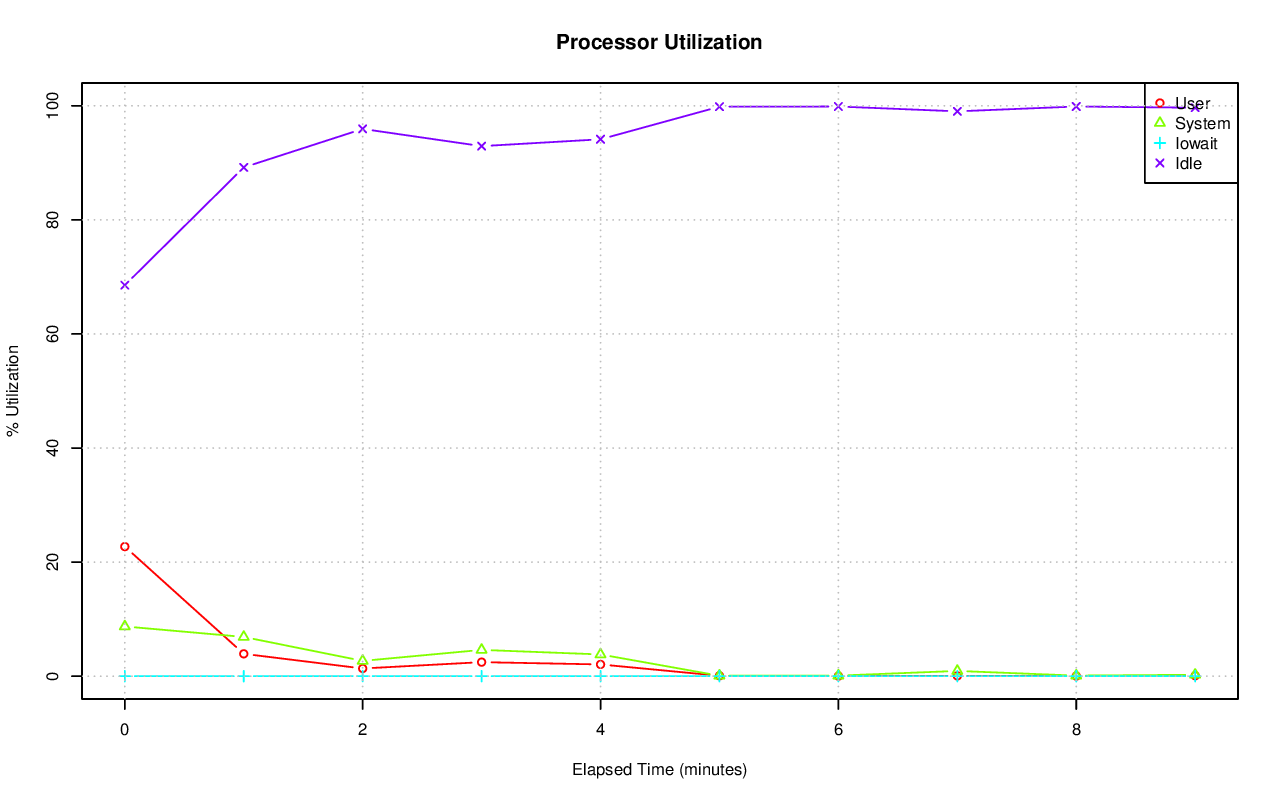 Processor Utilization
% Utilization
100
80
60
40
20
0
User
System
Iowait
Idle
0 2 4 6 8
Elapsed Time (minutes)